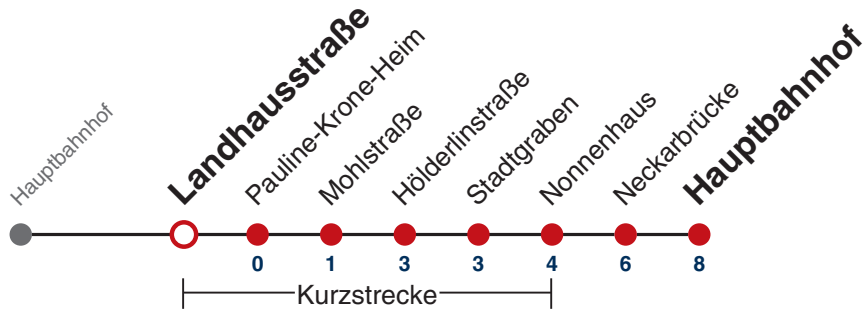 Hauptbahnhof
Landhausstraße
Pauline-Krone-Heim
Mohlstraße
Hölderlinstraße
Stadtgraben
Nonnenhaus
Neckarbrücke
Hauptbahnhof
0 1 3 3 4 6 8
Kurzstrecke